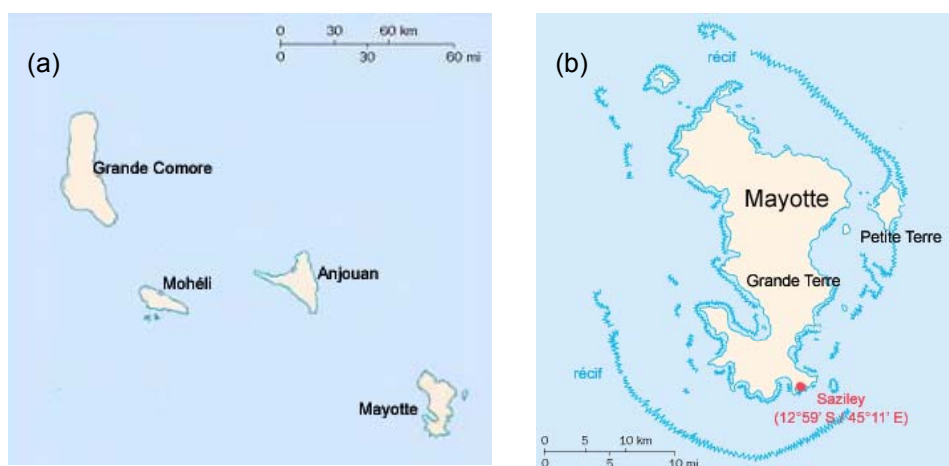 (a)
0 30 60 km
0 30 60 mi
Grande Comore
Mohéli
Anjouan
Mayotte
(b)
récif
Mayotte
Petite Terre
Grande Terre
récif
Saziley
(12°59' S / 45°11' E)
0 5 10 km
0 5 10 mi